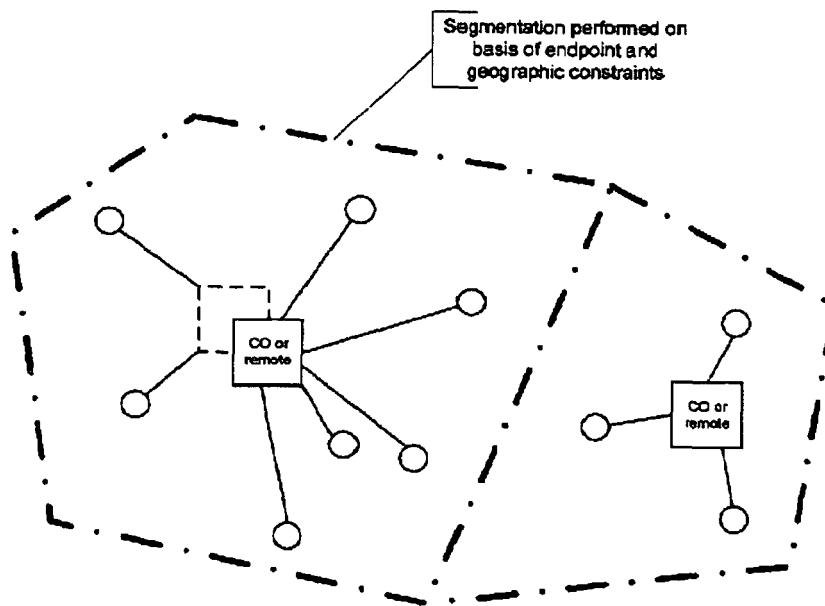 Segmentation performed on
basis of endpoint and
geographic constraints
CO or
remote
CO or
remote